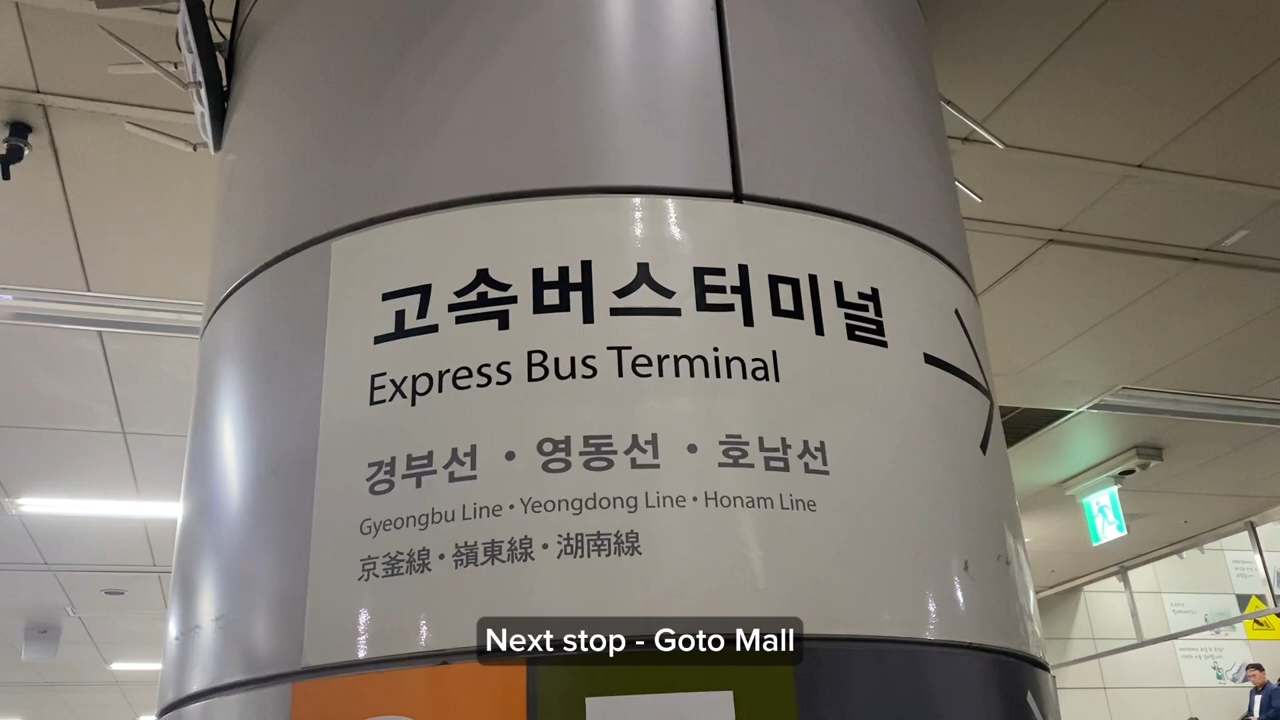 고속버스터미널
Express Bus Terminal
경부선 • 영동선 • 호남선
Gyeongbu Line • Yeongdong Line • Honam Line
京釜線 • 嶺東線 • 湖南線
Next stop - Goto Mall